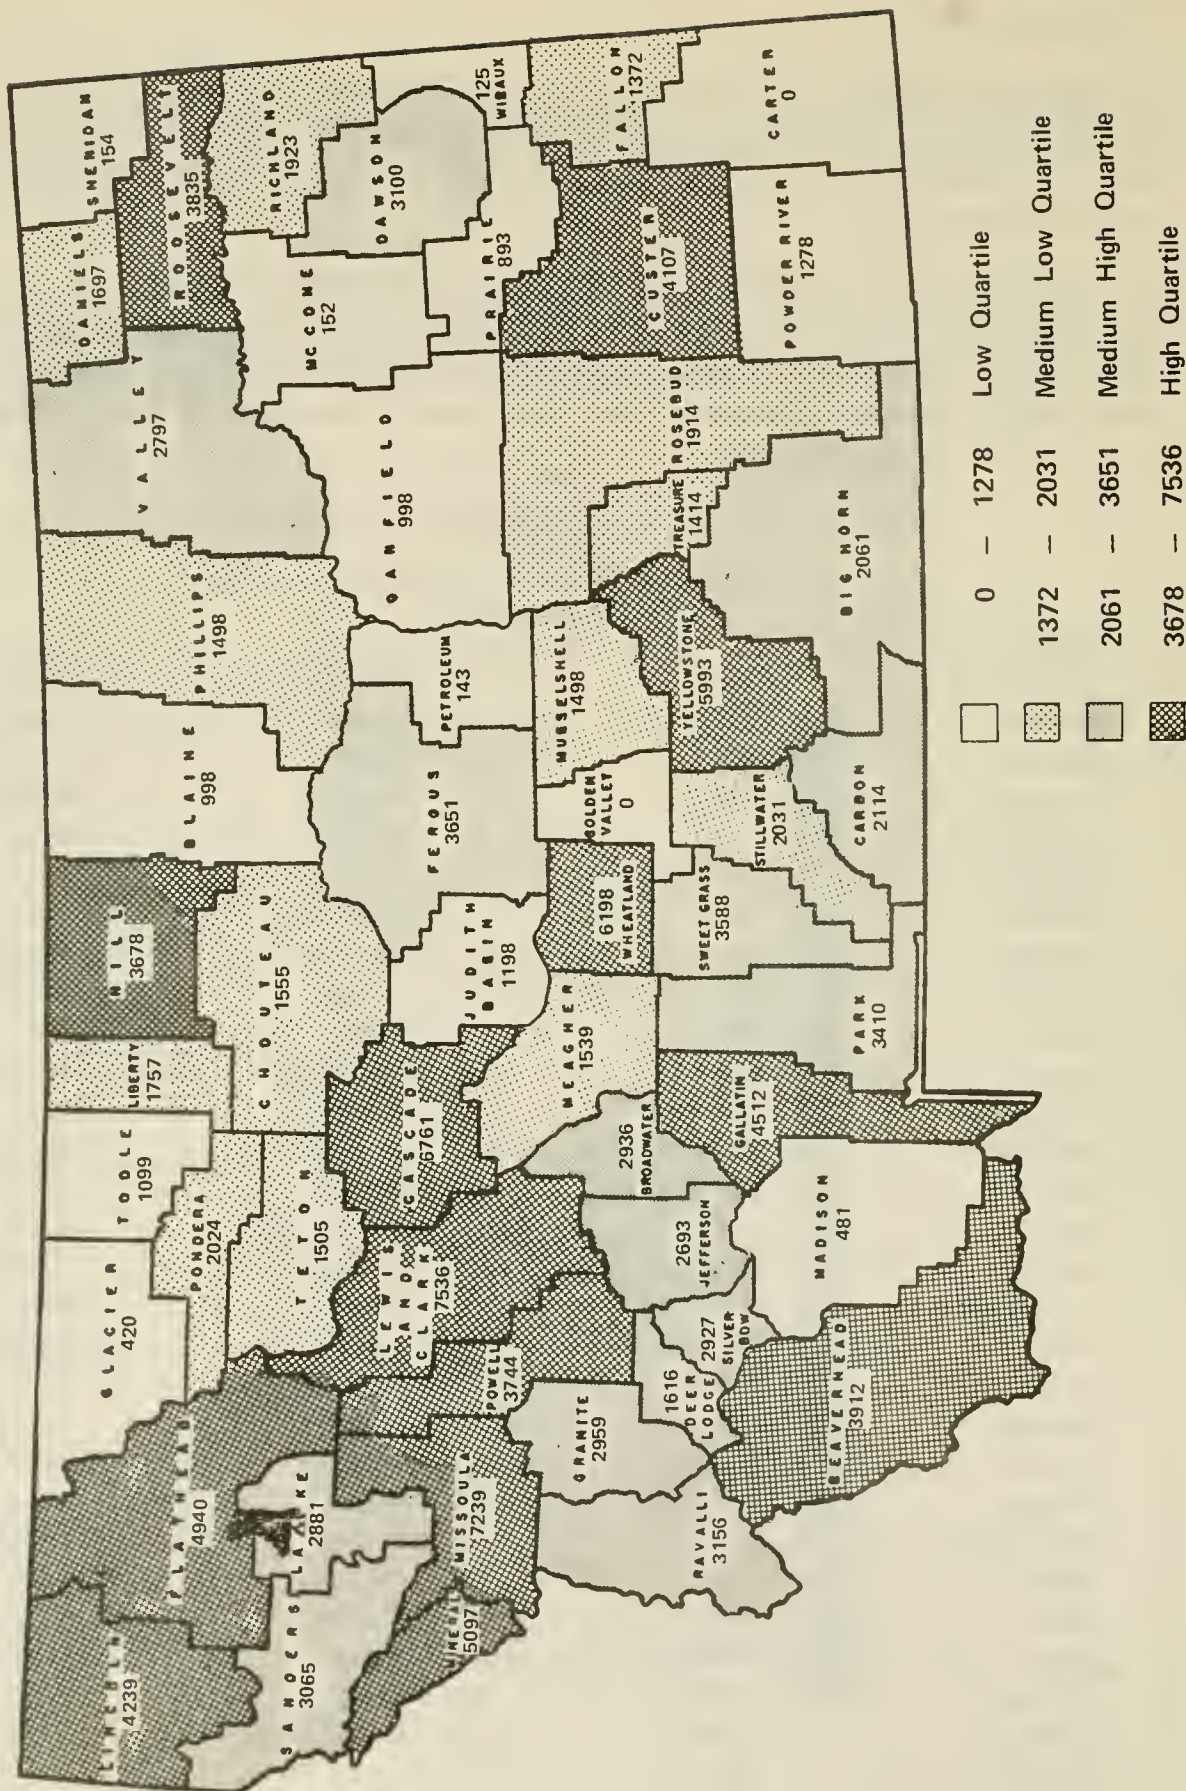 LINCOLN
4239
FLATHEAD
4940
GLACIER
420
TOOLE
1099
LIBERTY
1757
HILL
3678
BLAINE
998
PHILLIPS
1498
VALLEY
2797
DANIELS
1697
SHERIDAN
154
ROOSEVELT
3835
SANDERS
3065
LAKE
2881
PONDERA
2024
TETON
1505
CHOUTEAU
1555
RICHLAND
1923
MC CONE
152
DAWSON
3100
125
WIBAUX
MINERAL
5097
MISSOULA
7239
POWELL
3744
LEWIS
AND
CLARK
7536
CASCADE
6761
JUDITH
BASIN
1198
FERGUS
3651
PETROLEUM
143
GARFIELD
998
PRAIRIE
893
RAVALLI
3156
GRANITE
2959
1616
DEER
LODGE
2927
SILVER
BOW
2693
JEFFERSON
2936
BROADWATER
MEAGHER
1539
6198
WHEATLAND
GOLDEN
VALLEY
0
MUSSELSHELL
1498
TREASURE
1414
ROSEBUD
1914
CUSTER
4107
FALLON
1372
BEAVERHEAD
3912
MADISON
481
GALLATIN
4512
PARK
3410
SWEET GRASS
3588
STILLWATER
2031
CARBON
2114
YELLOWSTONE
5993
BIG HORN
2061
POWDER RIVER
1278
CARTER
0
0 – 1278 Low Quartile
1372 – 2031 Medium Low Quartile
2061 – 3651 Medium High Quartile
3678 – 7536 High Quartile